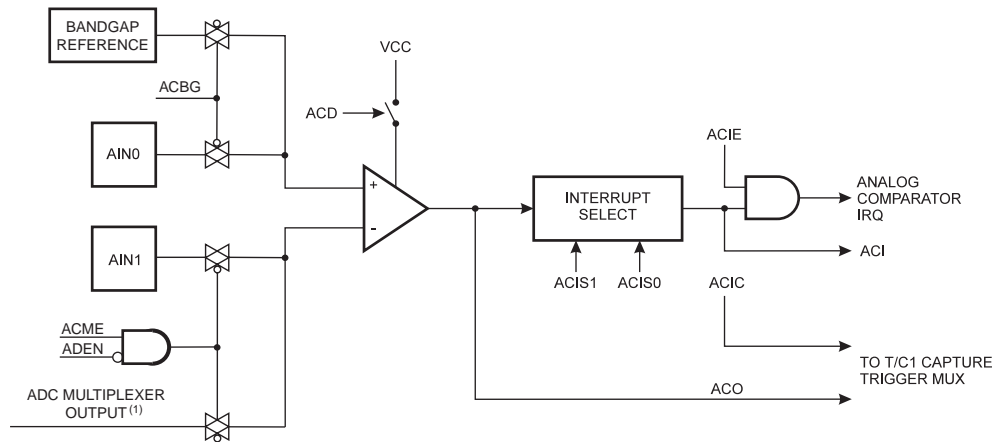 BANDGAP
REFERENCE
ACBG
VCC
ACD
AIN0
ACIE
+
-
INTERRUPT
SELECT
ANALOG
COMPARATOR
IRQ
AIN1
ACI
ACIS1
ACIS0
ACIC
ACME
ADEN
TO T/C1 CAPTURE
TRIGGER MUX
ADC MULTIPLEXER
OUTPUT(1)
ACO